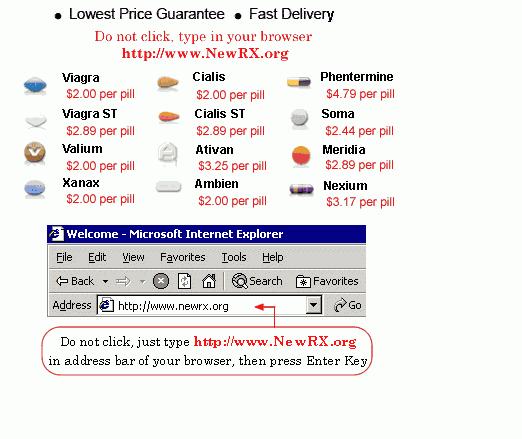 • Lowest Price Guarantee • Fast Delivery
Do not click, type in your browser
http://www.NewRX.org
Viagra Cialis Phentermine
$2.00 per pill $2.00 per pill $4.79 per pill
Viagra ST Cialis ST Soma
$2.89 per pill $2.89 per pill $2.44 per pill
Valium Ativan Meridia
$2.00 per pill $3.25 per pill $2.89 per pill
Xanax Ambien Nexium
$2.00 per pill $2.00 per pill $3.17 per pill
Welcome - Microsoft Internet Explorer
File Edit View Favorites Tools Help
Back Search Favorites
Address http://www.newrx.org Go
Do not click, just type http://www.NewRX.org
in address bar of your browser, then press Enter Key